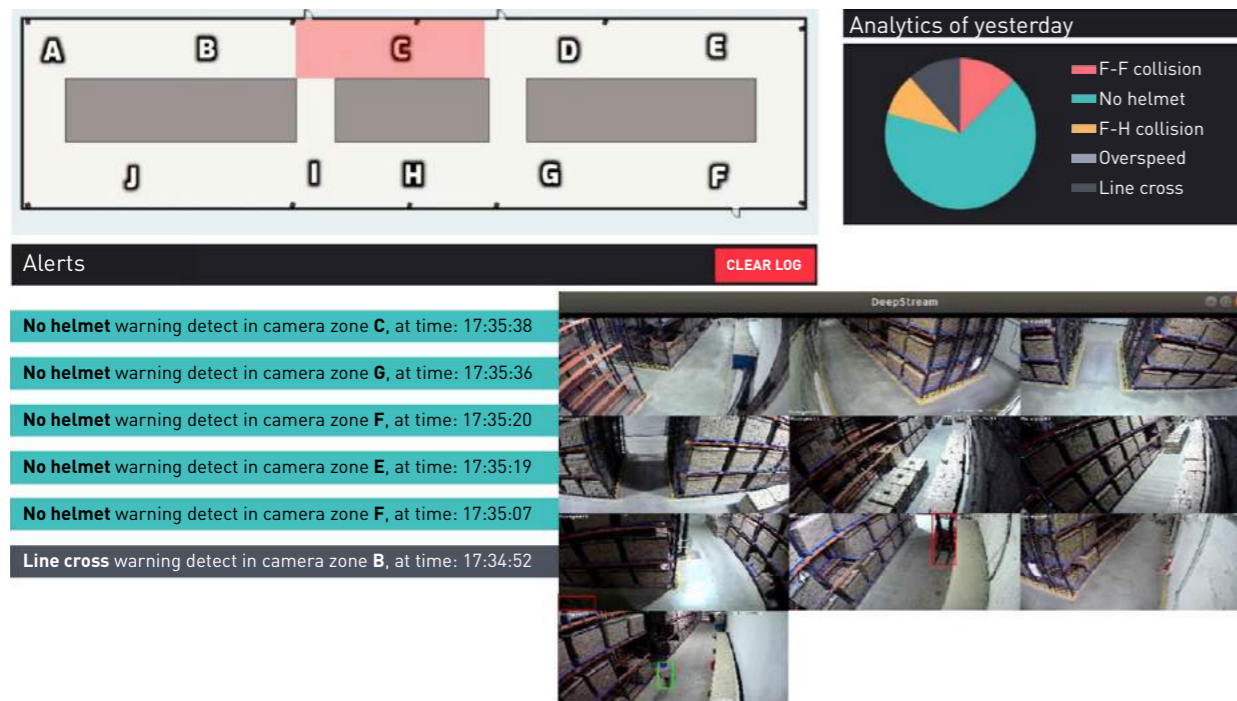 A
B
C
D
E
J
I
H
G
F
Analytics of yesterday
F-F collision
No helmet
F-H collision
Overspeed
Line cross
Alerts
CLEAR LOG
No helmet warning detect in camera zone C, at time: 17:35:38
No helmet warning detect in camera zone G, at time: 17:35:36
No helmet warning detect in camera zone F, at time: 17:35:20
No helmet warning detect in camera zone E, at time: 17:35:19
No helmet warning detect in camera zone F, at time: 17:35:07
Line cross warning detect in camera zone B, at time: 17:34:52
DeepStream